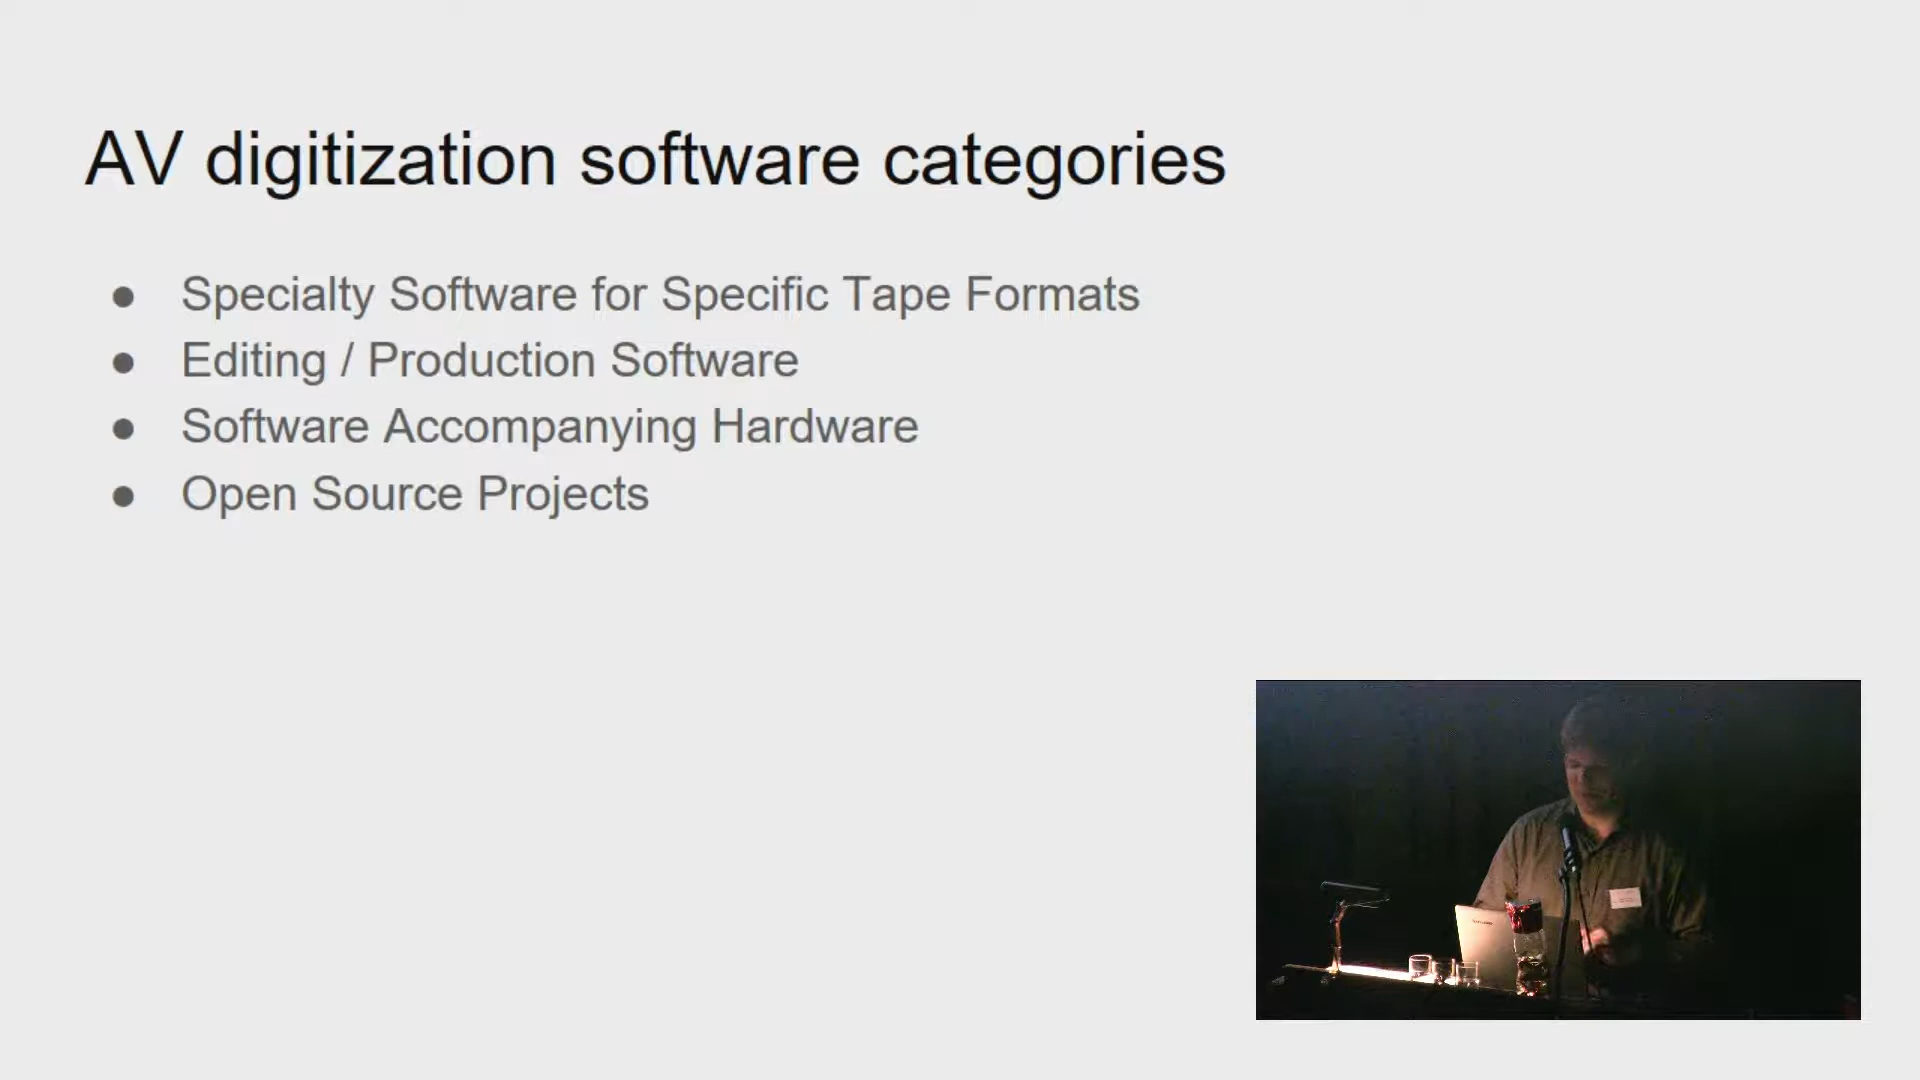 AV digitization software categories
● Specialty Software for Specific Tape Formats
● Editing / Production Software
● Software Accompanying Hardware
● Open Source Projects